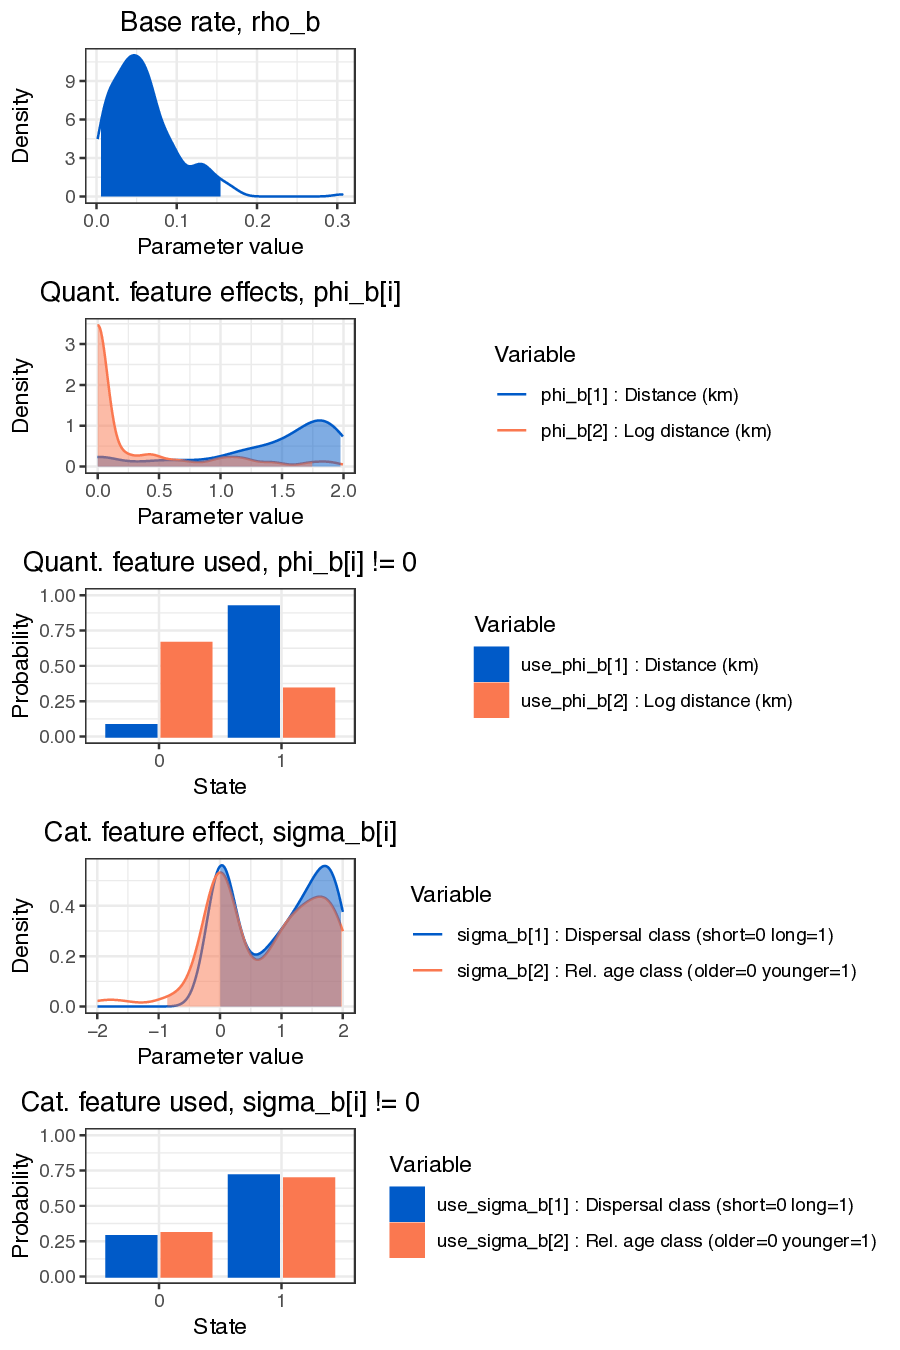 Base rate, rho_b
Density
9
6
3
0
0.0 0.1 0.2 0.3
Parameter value
Quant. feature effects, phi_b[i]
Density
3
2
1
0
0.0 0.5 1.0 1.5 2.0
Parameter value
Variable
phi_b[1] : Distance (km)
phi_b[2] : Log distance (km)
Quant. feature used, phi_b[i] != 0
Probability
1.00
0.75
0.50
0.25
0.00
0 1
State
Variable
use_phi_b[1] : Distance (km)
use_phi_b[2] : Log distance (km)
Cat. feature effect, sigma_b[i]
Density
0.4
0.2
0.0
−2 −1 0 1 2
Parameter value
Variable
sigma_b[1] : Dispersal class (short=0 long=1)
sigma_b[2] : Rel. age class (older=0 younger=1)
Cat. feature used, sigma_b[i] != 0
Probability
1.00
0.75
0.50
0.25
0.00
0 1
State
Variable
use_sigma_b[1] : Dispersal class (short=0 long=1)
use_sigma_b[2] : Rel. age class (older=0 younger=1)